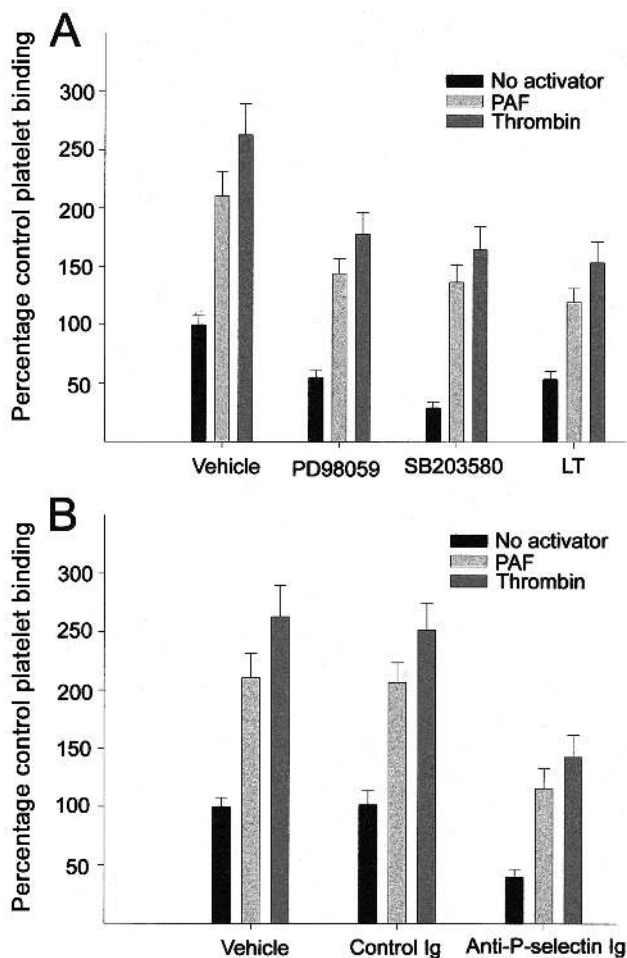 A
Percentage control platelet binding
300
250
200
150
100
50
No activator
PAF
Thrombin
Vehicle PD98059 SB203580 LT
B
Percentage control platelet binding
300
250
200
150
100
50
No activator
PAF
Thrombin
Vehicle Control Ig Anti-P-selectin Ig